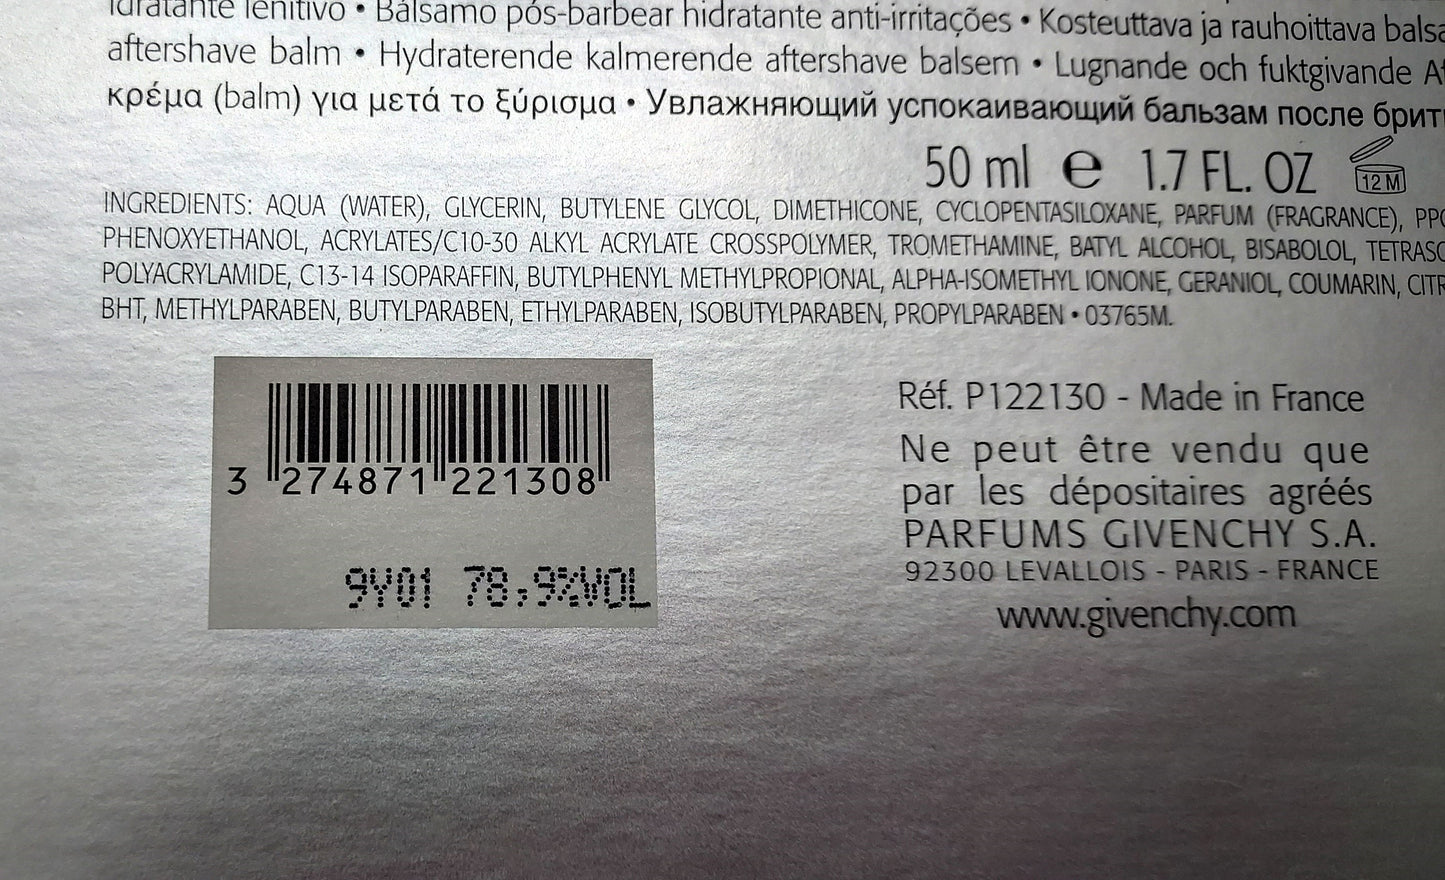 idratante lenitivo • Bálsamo pós-barbear hidratante anti-irritações • Kosteuttava ja rauhoittava
aftershave balm • Hydraterende kalmerende aftershave balsem • Lugnande och fuktgivande
κρέμα (balm) για μετά το ξύρισμα • Увлажняющий успокаивающий бальзам после
50 ml e 1.7 FL. OZ 12 M
INGREDIENTS: AQUA (WATER), GLYCERIN, BUTYLENE GLYCOL, DIMETHICONE, CYCLOPENTASILOXANE, PARFUM (FRAGRANCE),
PHENOXYETHANOL, ACRYLATES/C10-30 ALKYL ACRYLATE CROSSPOLYMER, TROMETHAMINE, BATYL ALCOHOL, BISABOLOL,
POLYACRYLAMIDE, C13-14 ISOPARAFFIN, BUTYLPHENYL METHYLPROPIONAL, ALPHA-ISOMETHYL IONONE, GERANIOL, COUMARIN,
BHT, METHYLPARABEN, BUTYLPARABEN, ETHYLPARABEN, ISOBUTYLPARABEN, PROPYLPARABEN • 03765M.
3 274871 221308
9Y01 78,9%VOL
Réf. P122130 - Made in France
Ne peut être vendu que
par les dépositaires agréés
PARFUMS GIVENCHY S.A.
92300 LEVALLOIS - PARIS - FRANCE
www.givenchy.com